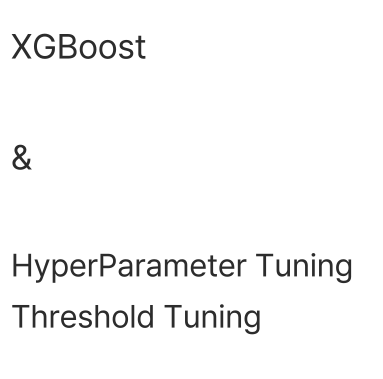 XGBoost
&
HyperParameter Tuning
Threshold Tuning